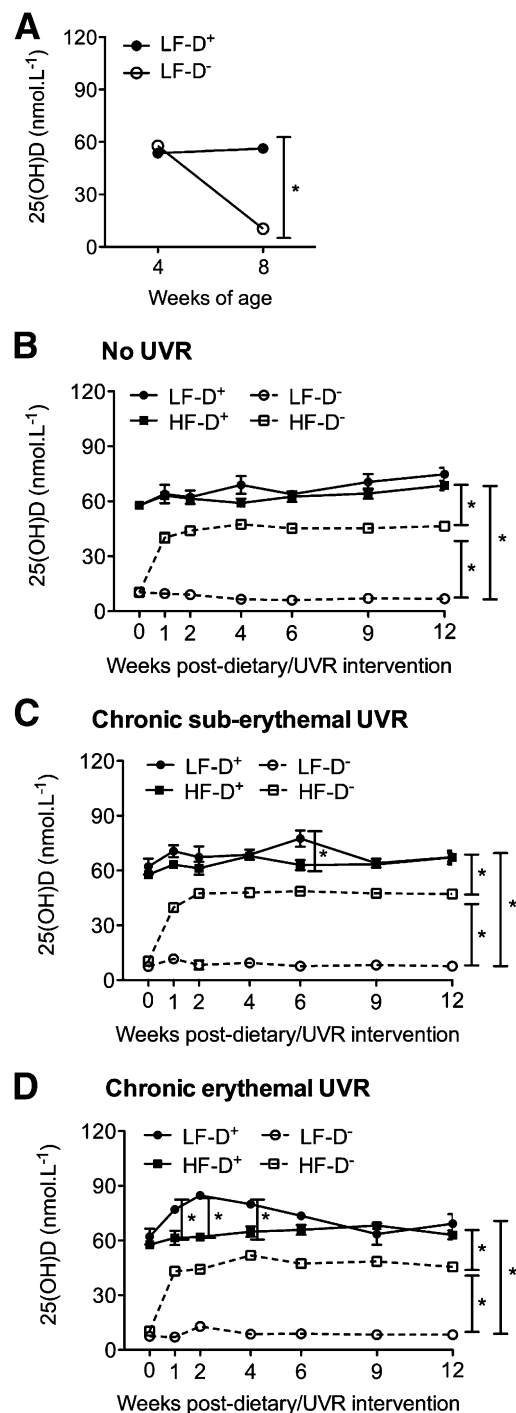 A
120
LF-D⁺
LF-D⁻
90
60
30
0
25(OH)D (nmol.L⁻¹)
*
4 8
Weeks of age
B No UVR
120
LF-D⁺ LF-D⁻
HF-D⁺ HF-D⁻
90
60
30
0
25(OH)D (nmol.L⁻¹)
*
*
*
0 1 2 4 6 9 12
Weeks post-dietary/UVR intervention
C Chronic sub-erythemal UVR
120
LF-D⁺ LF-D⁻
HF-D⁺ HF-D⁻
90
60
30
0
25(OH)D (nmol.L⁻¹)
*
*
*
*
0 1 2 4 6 9 12
Weeks post-dietary/UVR intervention
D Chronic erythemal UVR
120
LF-D⁺ LF-D⁻
HF-D⁺ HF-D⁻
90
60
30
0
25(OH)D (nmol.L⁻¹)
* * *
*
*
*
0 1 2 4 6 9 12
Weeks post-dietary/UVR intervention